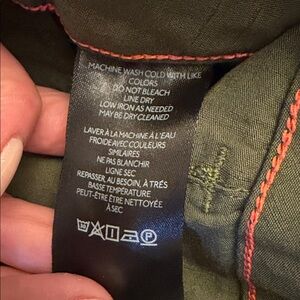 MACHINE WASH COLD WITH LIKE
COLORS
DO NOT BLEACH
LINE DRY
LOW IRON AS NEEDED
MAY BE DRY CLEANED
LAVER À LA MACHINE À L'EAU
FROIDE AVEC COULEURS
SIMILAIRES
NE PAS BLANCHIR
LIGNE SEC
REPASSER, AU BESOIN, À TRÈS
BASSE TEMPÉRATURE
PEUT-ÊTRE NETTOYÉE
À SEC